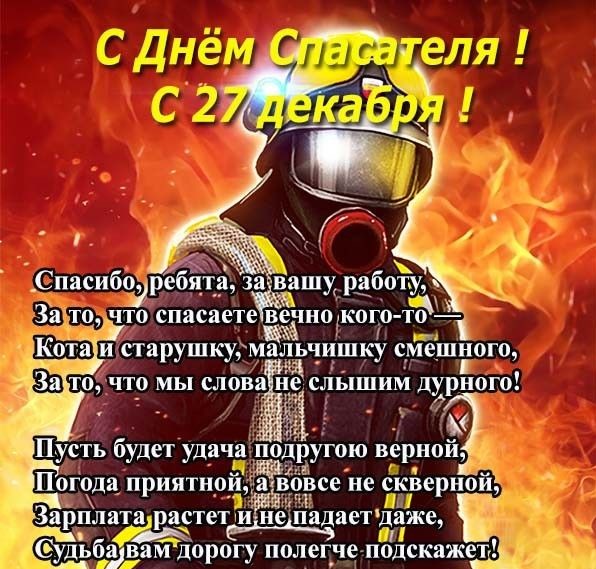 С Днём Спасателя !
С 27 декабря !
Спасибо, ребята, за вашу работу,
За то, что спасаете вечно кого-то —
Кота и старушку, мальчишку смешного,
За то, что мы слова не слышим дурного!
Пусть будет удача подругою верной,
Погода приятной, а вовсе не скверной,
Зарплата растет и не падает даже,
Судьба вам дорогу полегче подскажет!